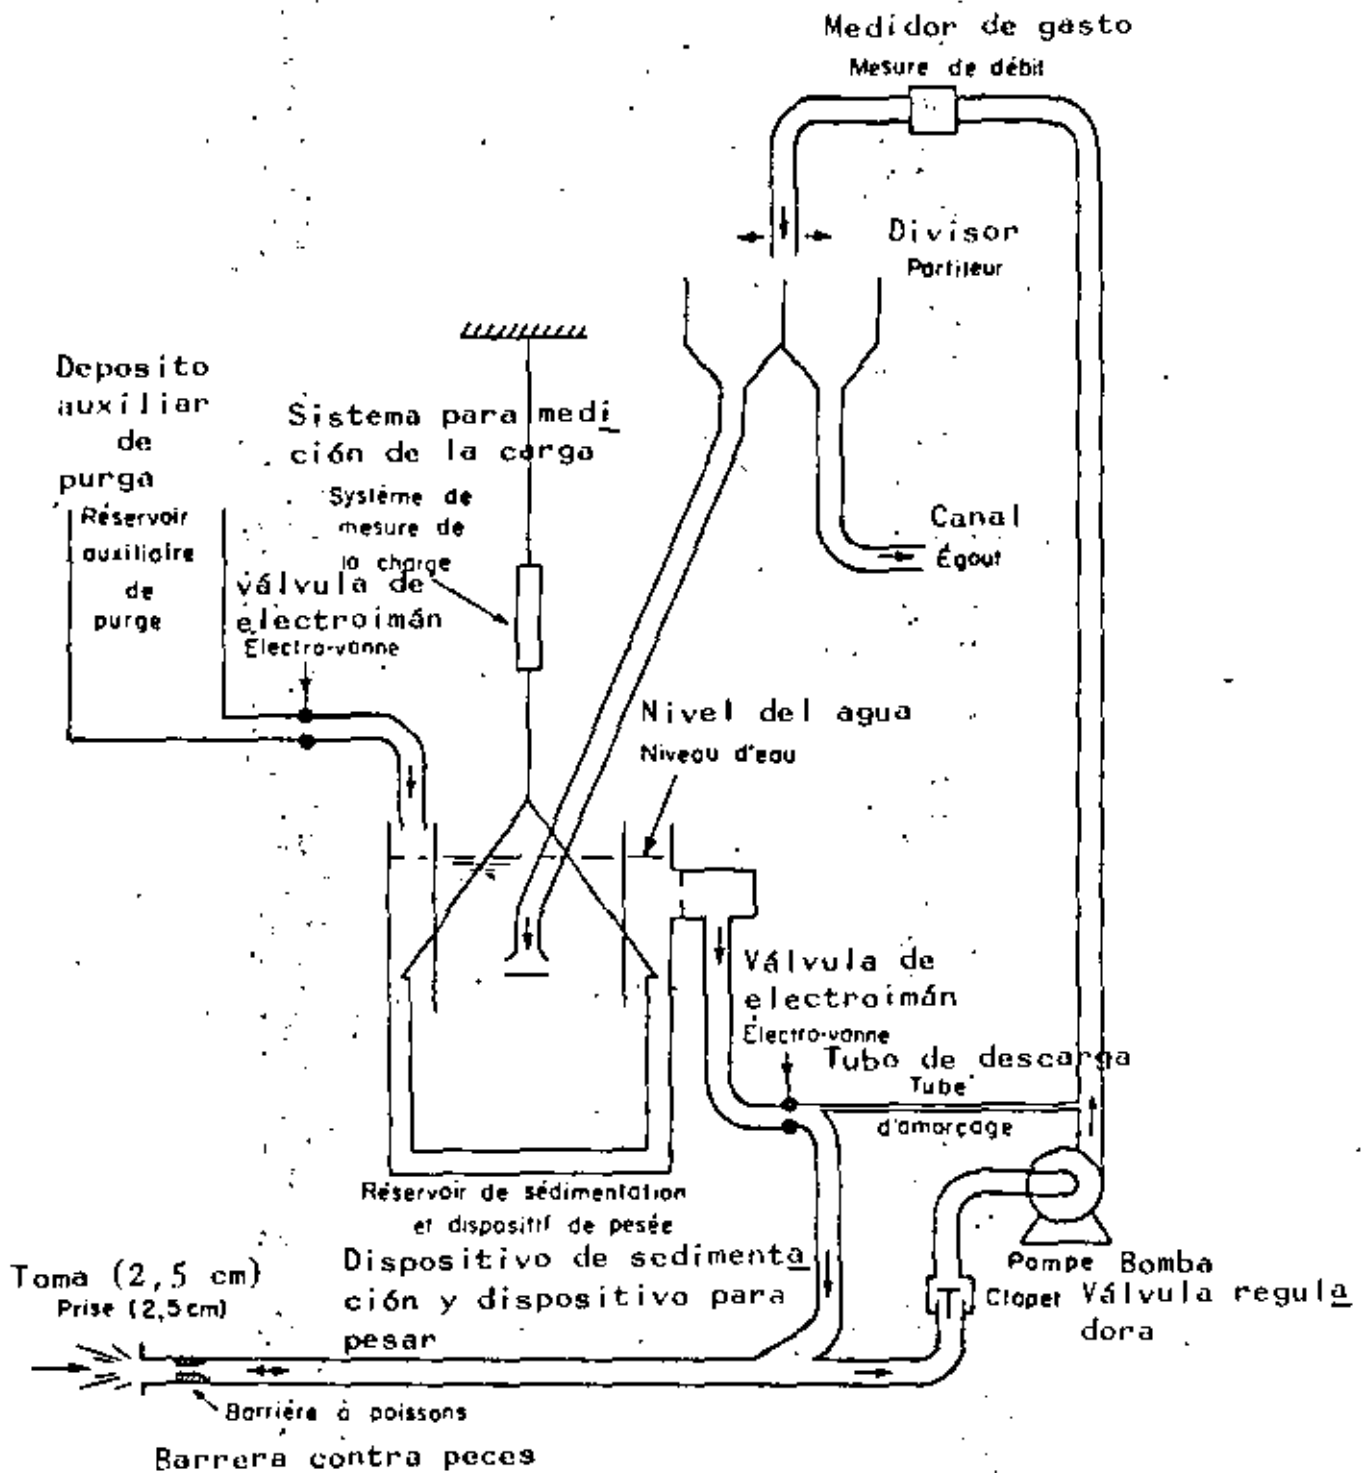 Medidor de gasto
Mesure de débit
Divisor
Partiteur
Deposito
auxiliar
de
purga
Réservoir
auxiliaire
de
purge
Sistema para medi
ción de la carga
Système de
mesure de
la charge
válvula de
electroimán
Électro-vanne
Canal
Égout
Nivel del agua
Niveau d'eau
Válvula de
electroimán
Électro-vanne
Tubo de descarga
Tube
d'amorçage
Réservoir de sédimentation
et dispositif de pesée
Dispositivo de sedimenta
ción y dispositivo para
pesar
Pompe Bomba
Clapet Válvula regula
dora
Toma (2,5 cm)
Prise (2,5cm)
Barrière à poissons
Barrera contra peces